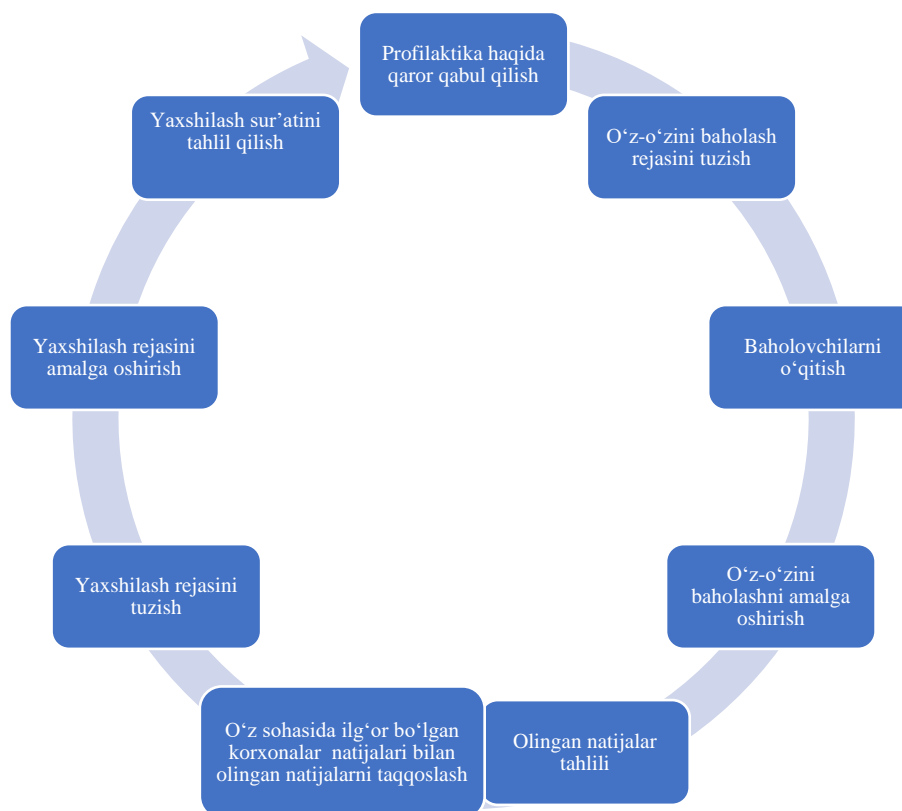 Profilaktika haqida
qaror qabul qilish
O‘z-o‘zini baholash
rejasini tuzish
Baholovchilarni
o‘qitish
O‘z-o‘zini
baholashni amalga
oshirish
Olingan natijalar
tahlili
O‘z sohasida ilg‘or bo‘lgan
korxonalar natijalari bilan
olingan natijalarni taqqoslash
Yaxshilash rejasini
tuzish
Yaxshilash rejasini
amalga oshirish
Yaxshilash sur’atini
tahlil qilish